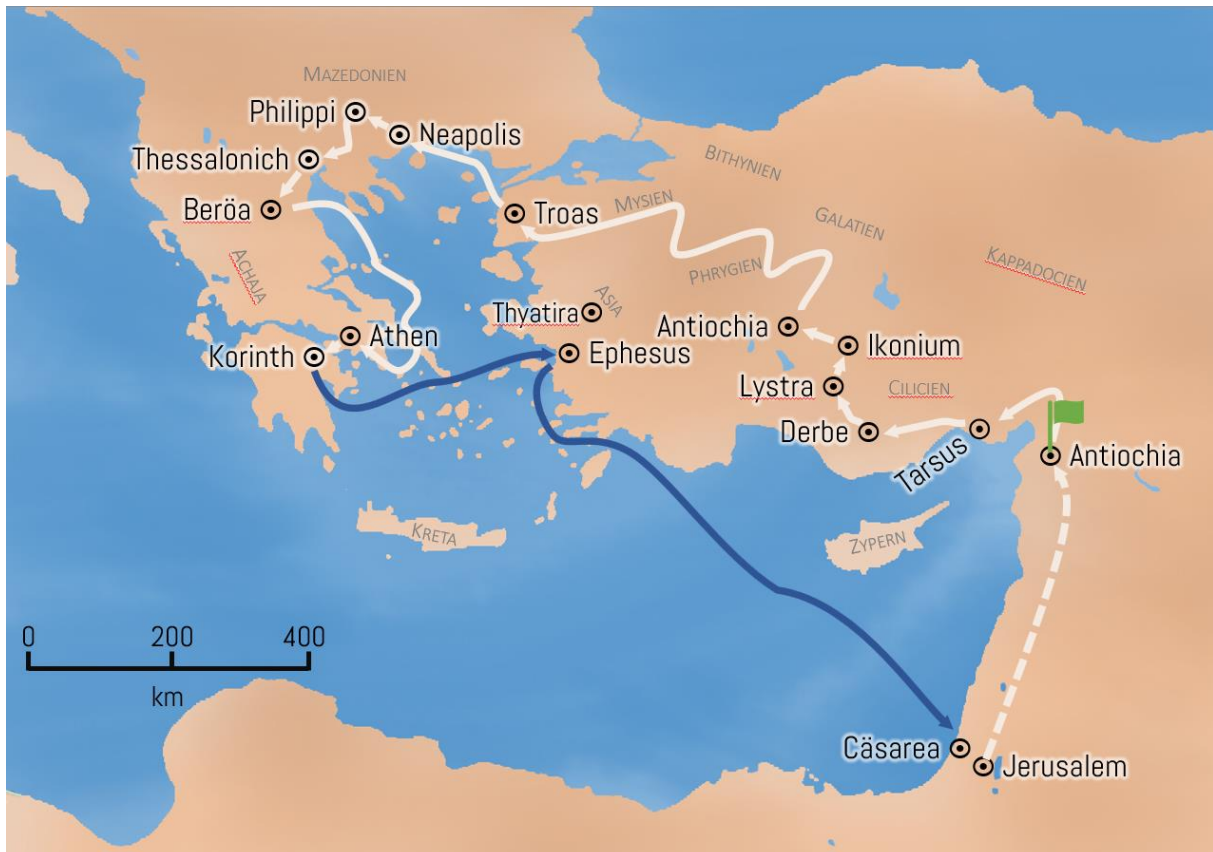 MAZEDONIEN
Philippi
Neapolis
Thessalonich
Beröa
Troas
MYSIEN
BITHYNIEN
GALATIEN
KAPPADOCIEN
PHRYGIEN
ACHAJA
ASIA
Thyatira
Antiochia
Athen
Korinth
Ephesus
Ikonium
Lystra
CILICIEN
Derbe
Tarsus
Antiochia
KRETA
ZYPERN
0 200 400
km
Cäsarea
Jerusalem